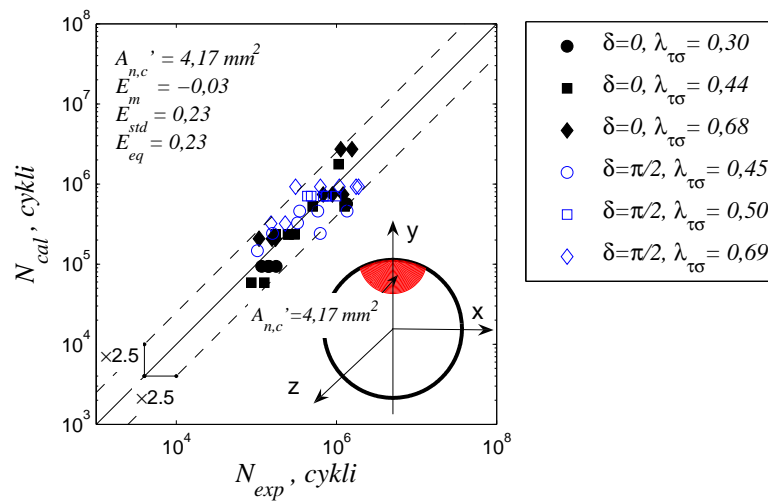 10^8
10^7
10^6
10^5
10^4
10^3
N_cal , cykli
A_n,c' = 4,17 mm^2
E_m = −0,03
E_std = 0,23
E_eq = 0,23
×2.5
×2.5
y
x
z
A_n,c' =4,17 mm^2
10^4
10^6
10^8
N_exp , cykli
δ=0, λ_τσ= 0,30
δ=0, λ_τσ= 0,44
δ=0, λ_τσ= 0,68
δ=π/2, λ_τσ= 0,45
δ=π/2, λ_τσ= 0,50
δ=π/2, λ_τσ= 0,69